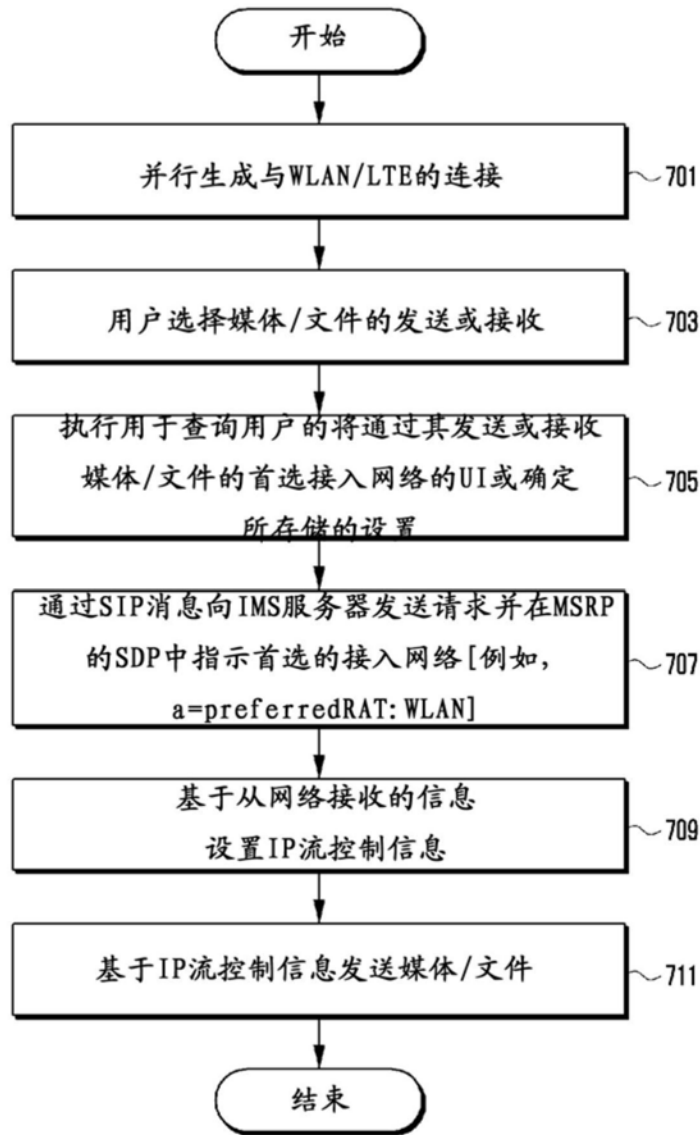 开始
并行生成与WLAN/LTE的连接
701
用户选择媒体/文件的发送或接收
703
执行用于查询用户的将通过其发送或接收
媒体/文件的首选接入网络的UI或确定
所存储的设置
705
通过SIP消息向IMS服务器发送请求并在MSRP
的SDP中指示首选的接入网络[例如,
a=preferredRAT:WLAN]
707
基于从网络接收的信息
设置IP流控制信息
709
基于IP流控制信息发送媒体/文件
711
结束